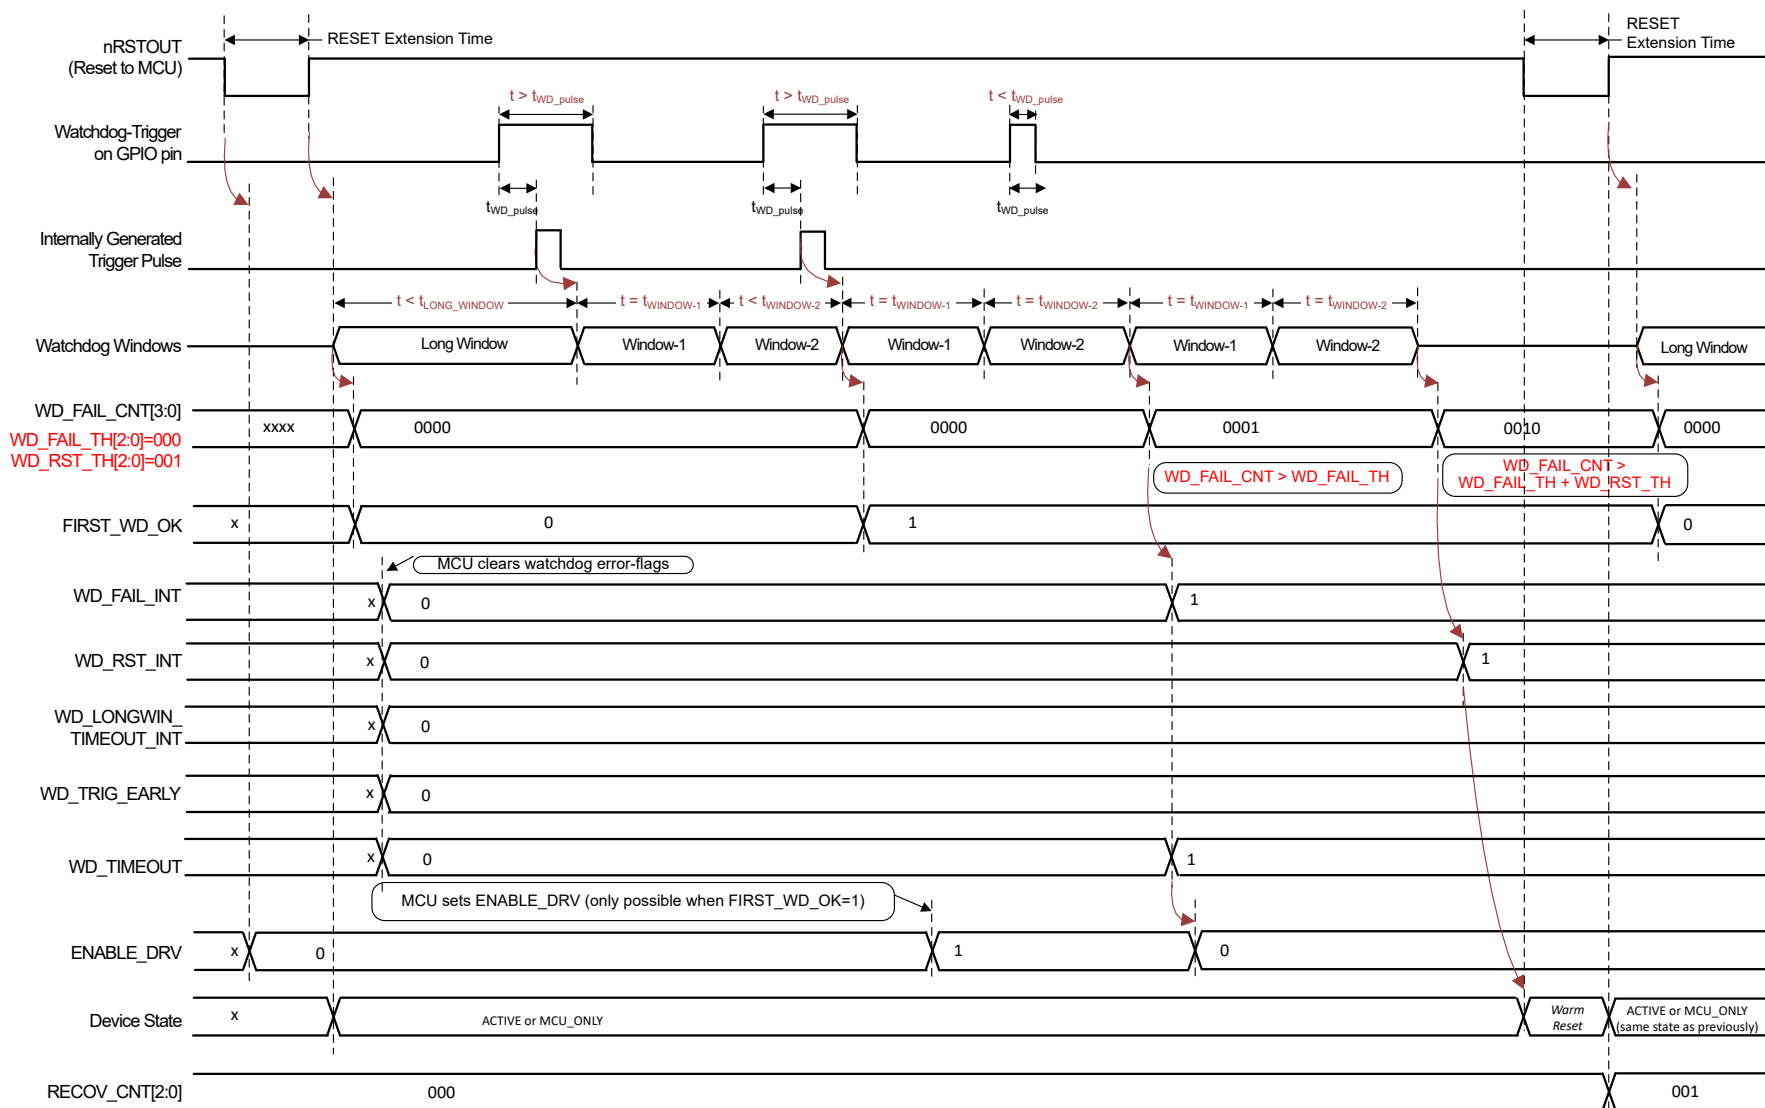 nRSTOUT
(Reset to MCU)
RESET Extension Time
RESET
Extension Time
t > tWD_pulse
t > tWD_pulse
t < tWD_pulse
Watchdog-Trigger
on GPIO pin
tWD_pulse
tWD_pulse
tWD_pulse
Internally Generated
Trigger Pulse
t < tLONG_WINDOW
t = tWINDOW-1
t < tWINDOW-2
t = tWINDOW-1
t = tWINDOW-2
t = tWINDOW-1
t = tWINDOW-2
Watchdog Windows
Long Window
Window-1
Window-2
Window-1
Window-2
Window-1
Window-2
Long Window
WD_FAIL_CNT[3:0]
WD_FAIL_TH[2:0]=000
WD_RST_TH[2:0]=001
xxxx
0000
0000
0001
0010
0000
WD_FAIL_CNT > WD_FAIL_TH
WD_FAIL_CNT >
WD_FAIL_TH + WD_RST_TH
FIRST_WD_OK
x
0
1
0
MCU clears watchdog error-flags
WD_FAIL_INT
x
0
1
WD_RST_INT
x
0
1
WD_LONGWIN_
TIMEOUT_INT
x
0
WD_TRIG_EARLY
x
0
WD_TIMEOUT
x
0
1
MCU sets ENABLE_DRV (only possible when FIRST_WD_OK=1)
ENABLE_DRV
x
0
1
0
Device State
x
ACTIVE or MCU_ONLY
Warm
Reset
ACTIVE or MCU_ONLY
(same state as previously)
RECOV_CNT[2:0]
000
001